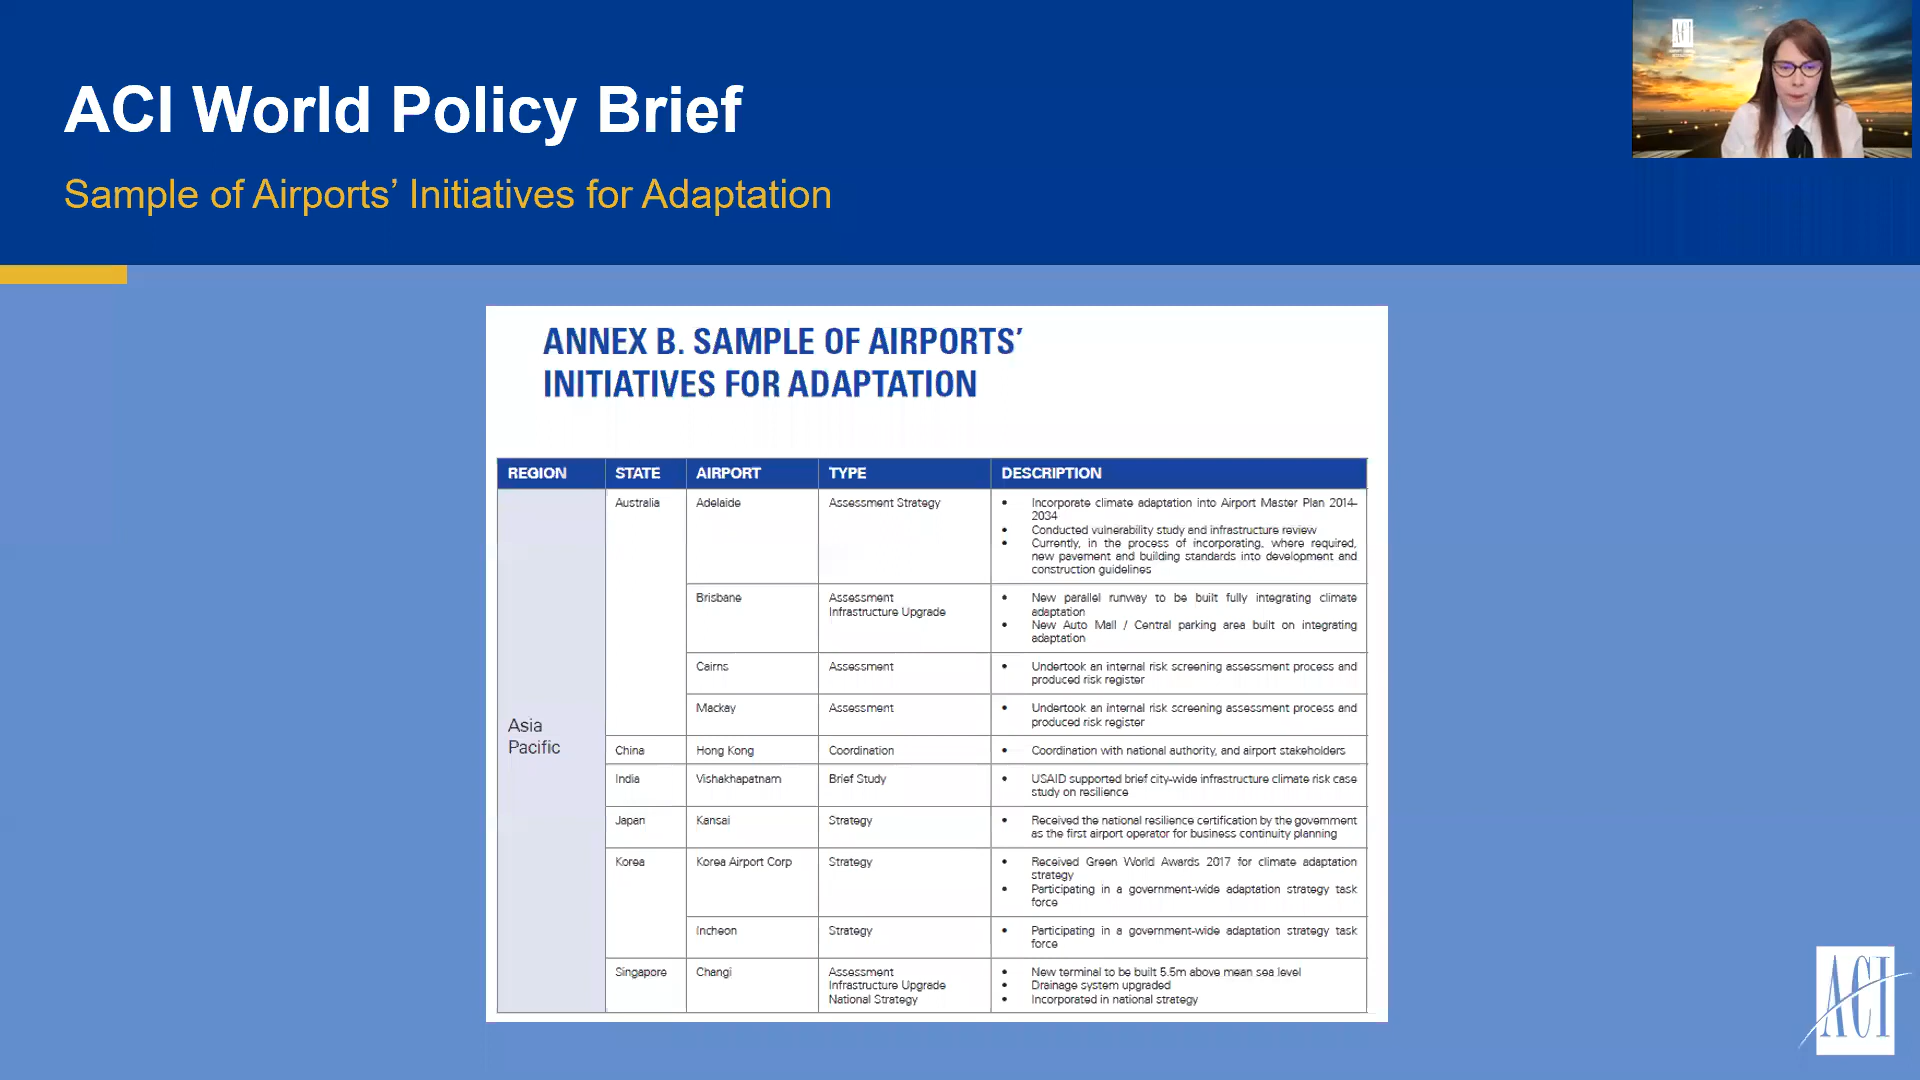 ACI World Policy Brief
Sample of Airports’ Initiatives for Adaptation
ACI
ANNEX B. SAMPLE OF AIRPORTS’
INITIATIVES FOR ADAPTATION
REGION STATE AIRPORT TYPE DESCRIPTION
Asia
Pacific
Australia Adelaide Assessment Strategy • Incorporate climate adaptation into Airport Master Plan 2014-
2034
• Conducted vulnerability study and infrastructure review
• Currently, in the process of incorporating, where required,
new pavement and building standards into development and
construction guidelines
Brisbane Assessment • New parallel runway to be built fully integrating climate
Infrastructure Upgrade adaptation
• New Auto Mall / Central parking area built on integrating
adaptation
Cairns Assessment • Undertook an internal risk screening assessment process and
produced risk register
Mackay Assessment • Undertook an internal risk screening assessment process and
produced risk register
China Hong Kong Coordination • Coordination with national authority, and airport stakeholders
India Vishakhapatnam Brief Study • USAID supported brief city-wide infrastructure climate risk case
study on resilience
Japan Kansai Strategy • Received the national resilience certification by the government
as the first airport operator for business continuity planning
Korea Korea Airport Corp Strategy • Received Green World Awards 2017 for climate adaptation
strategy
• Participating in a government-wide adaptation strategy task
force
Incheon Strategy • Participating in a government-wide adaptation strategy task
force
Singapore Changi Assessment • New terminal to be built 5.5m above mean sea level
Infrastructure Upgrade • Drainage system upgraded
National Strategy • Incorporated in national strategy
ACI